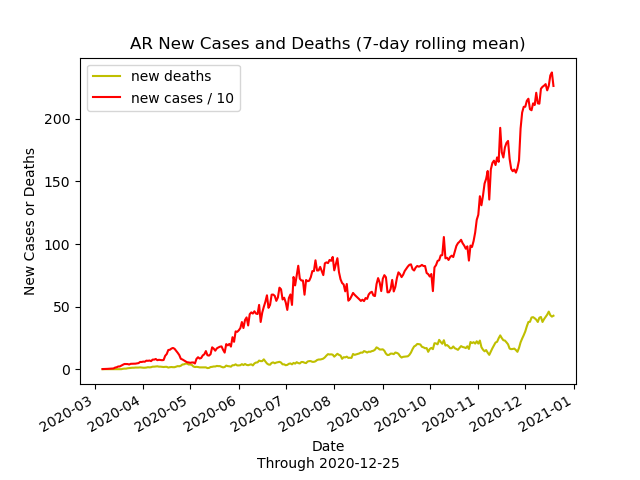 AR New Cases and Deaths (7-day rolling mean)
new deaths
new cases / 10
New Cases or Deaths
200
150
100
50
0
2020-03
2020-04
2020-05
2020-06
2020-07
2020-08
2020-09
2020-10
2020-11
2020-12
2021-01
Date
Through 2020-12-25